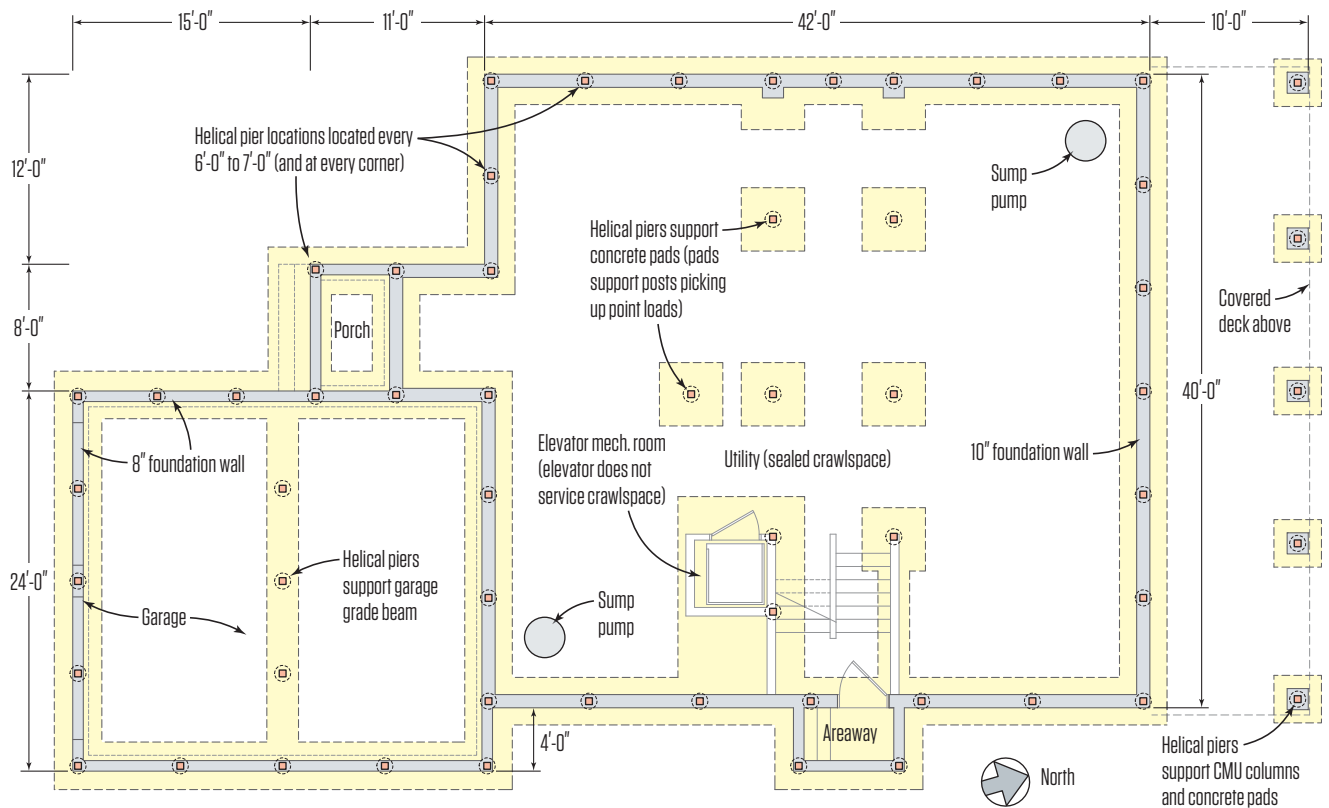 15'-0"
11'-0"
42'-0"
10'-0"
12'-0"
Helical pier locations located every
6'-0" to 7'-0" (and at every corner)
Sump
pump
Helical piers support
concrete pads (pads
support posts picking
up point loads)
Covered
deck above
8'-0"
Porch
40'-0"
8" foundation wall
Elevator mech. room
(elevator does not
service crawlspace)
Utility (sealed crawlspace)
10" foundation wall
24'-0"
Helical piers
support garage
grade beam
Garage
Sump
pump
4'-0"
Areaway
North
Helical piers
support CMU columns
and concrete pads